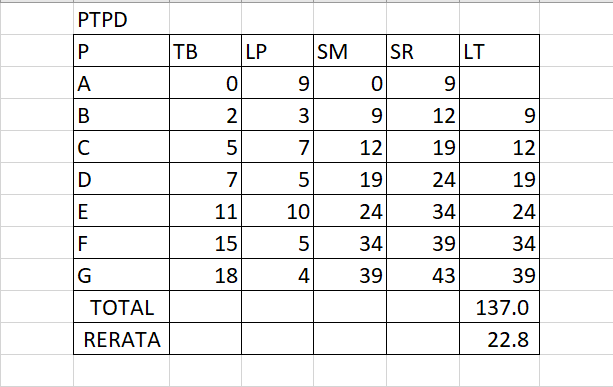 PTPD
P TB LP SM SR LT
A 0 9 0 9
B 2 3 9 12 9
C 5 7 12 19 12
D 7 5 19 24 19
E 11 10 24 34 24
F 15 5 34 39 34
G 18 4 39 43 39
TOTAL 137.0
RERATA 22.8